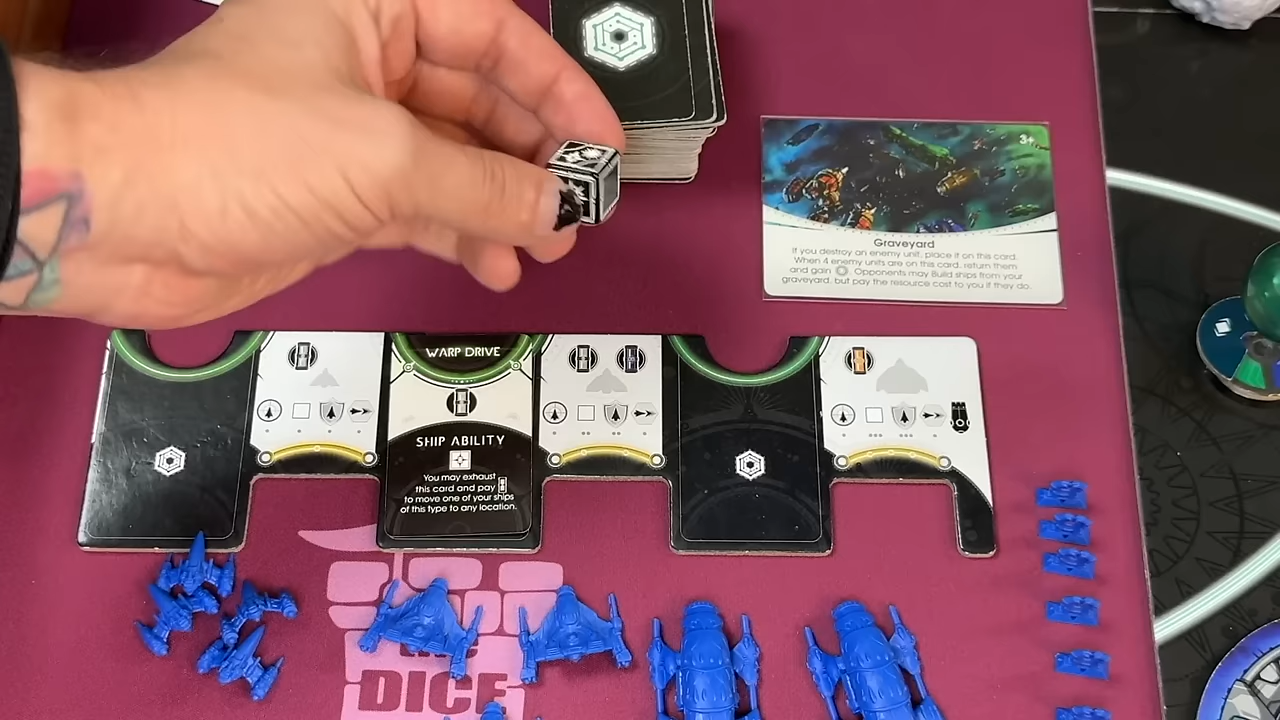 3+
Graveyard
If you destroy an enemy unit, place it on this card.
When 4 enemy units are on this card, return them
and gain . Opponents may Build ships from your
graveyard, but pay the resource cost to you if they do.
WARP DRIVE
SHIP ABILITY
You may exhaust
this card and pay
to move one of your ships
of this type to any location.
the
DICE